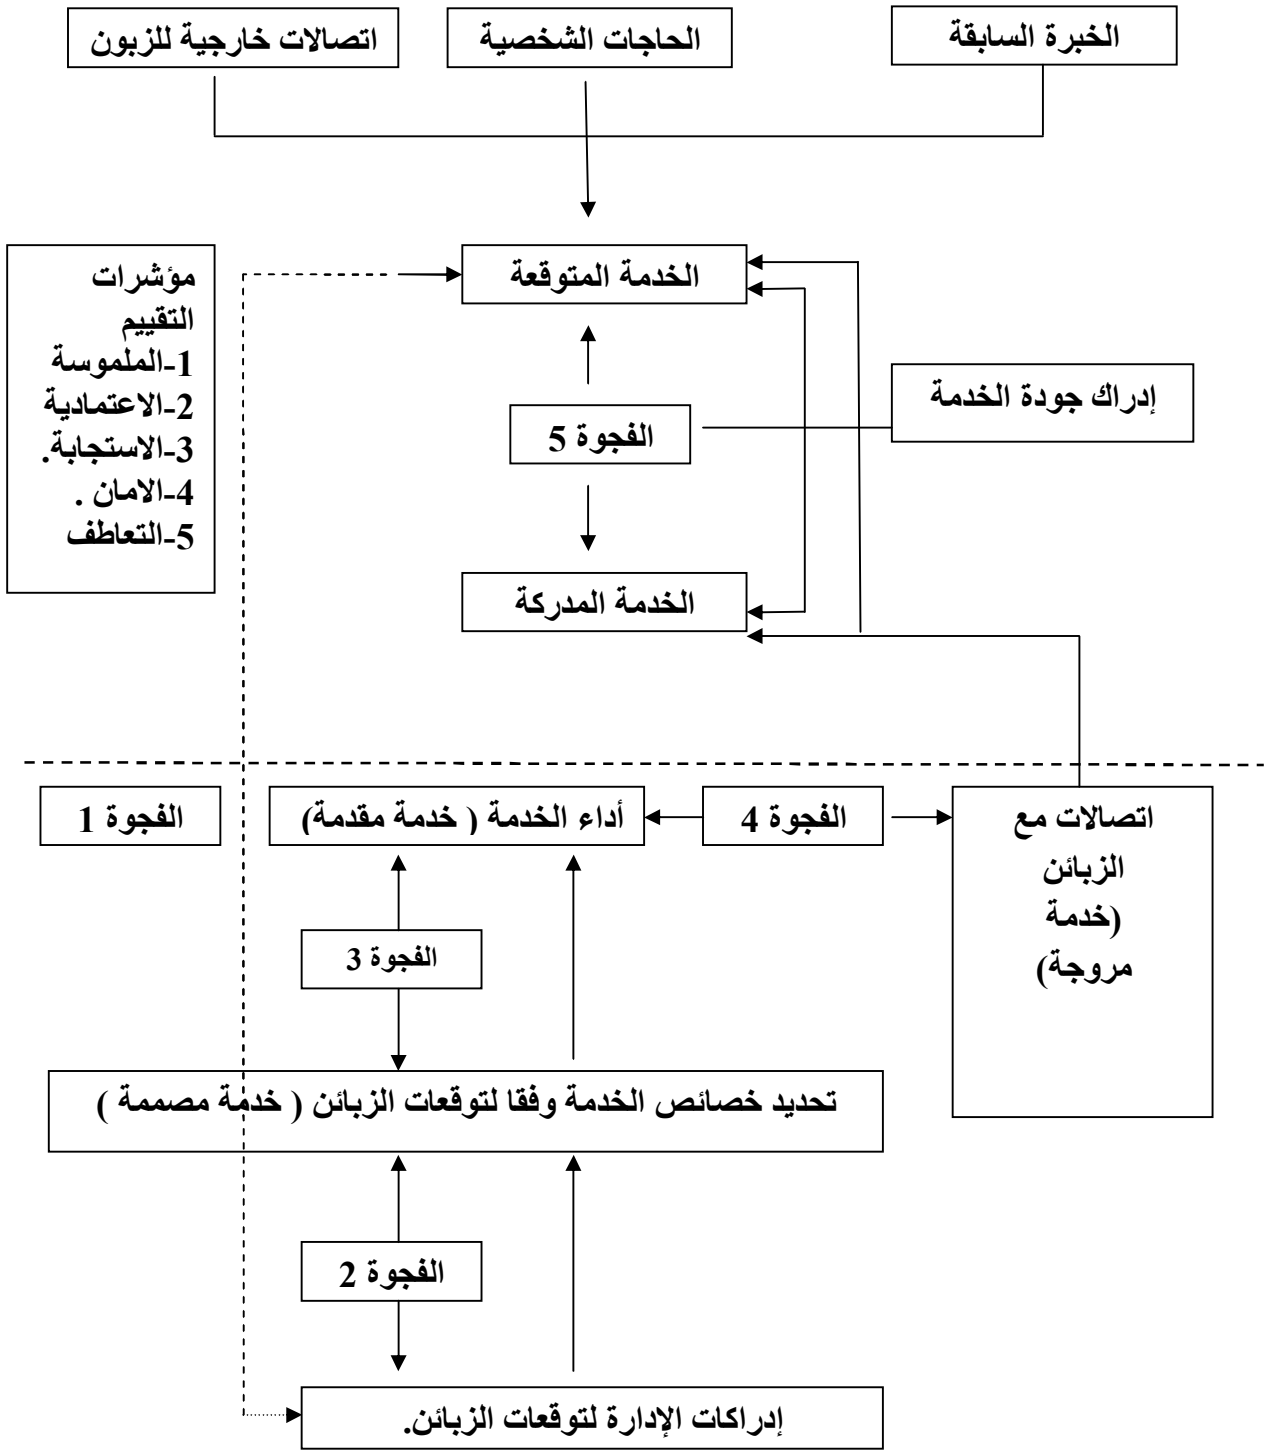 الخبرة السابقة
الحاجات الشخصية
اتصالات خارجية للزبون
الخدمة المتوقعة
مؤشرات
التقييم
1-الملموسة
2-الاعتمادية
3-الاستجابة.
4-الامان .
5-التعاطف
إدراك جودة الخدمة
الفجوة 5
الخدمة المدركة
اتصالات مع
الزبائن
(خدمة
مروجة)
الفجوة 4
أداء الخدمة ( خدمة مقدمة)
الفجوة 1
الفجوة 3
تحديد خصائص الخدمة وفقا لتوقعات الزبائن ( خدمة مصممة )
الفجوة 2
إدراكات الإدارة لتوقعات الزبائن.